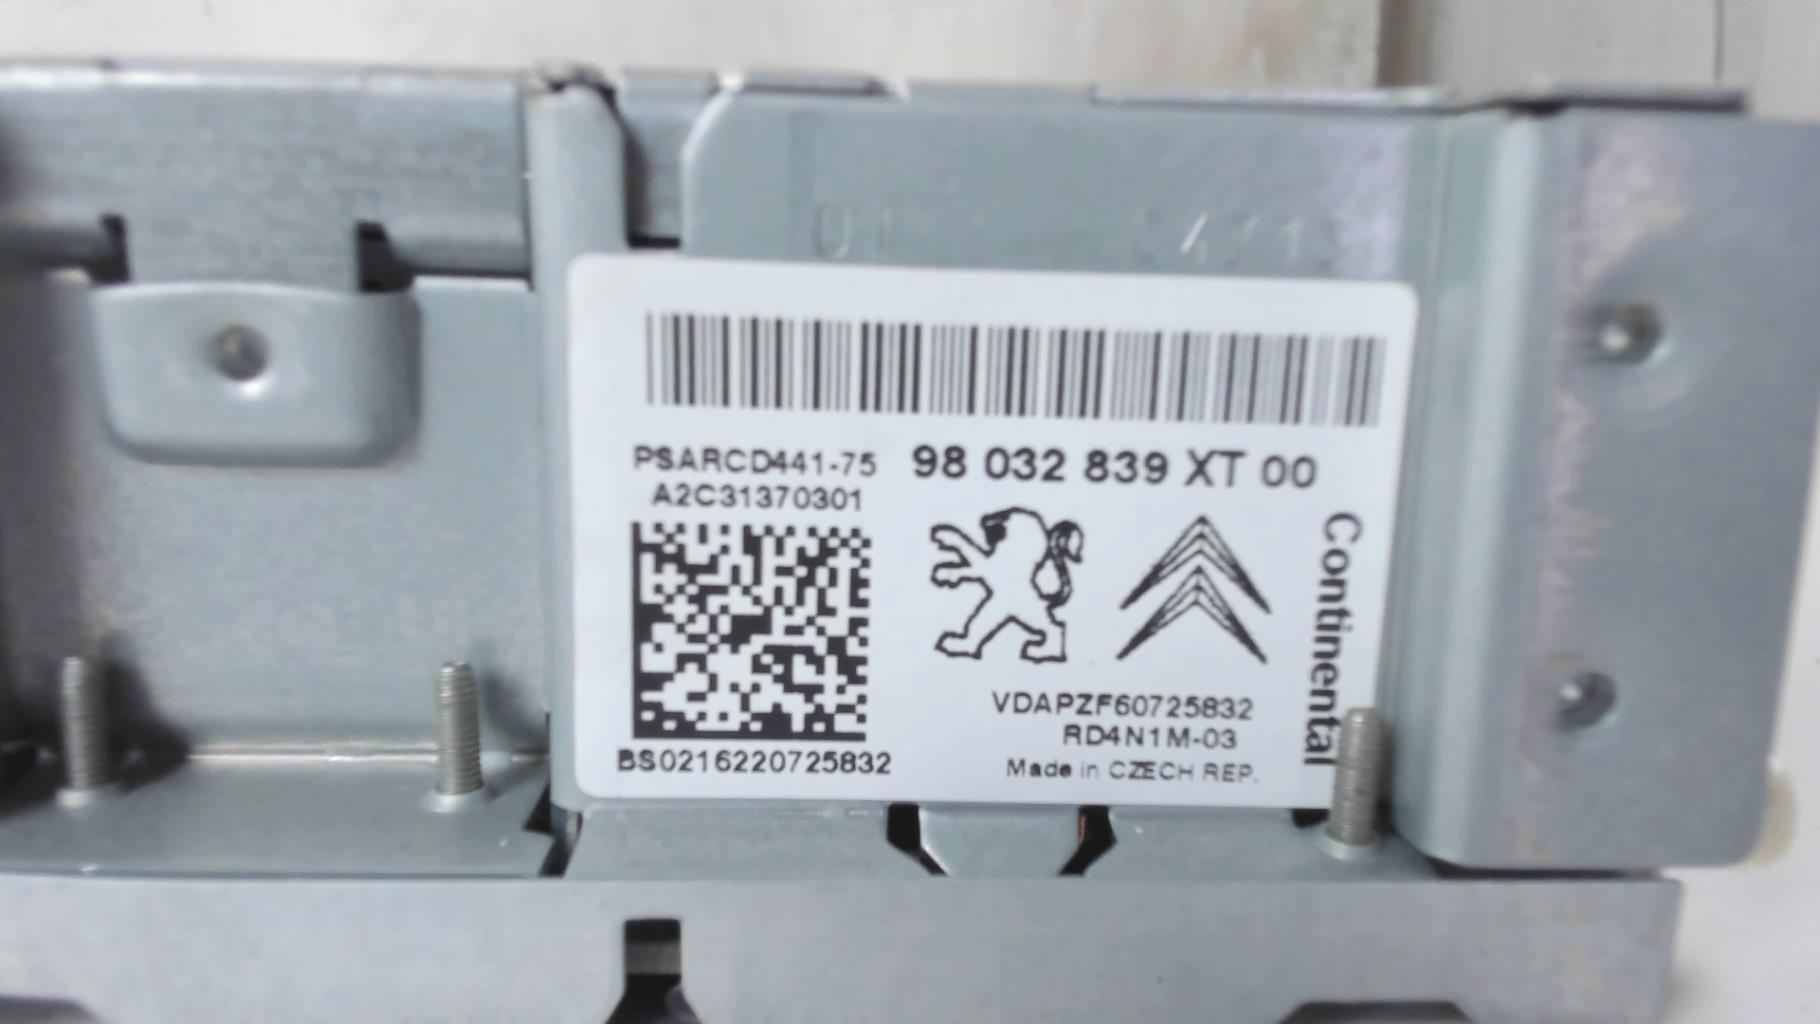 PSARCD441-75
98 032 839 XT 00
A2C31370301
Continental
VDAPZF60725832
RD4N1M-03
BS0216220725832
Made in CZECH REP.